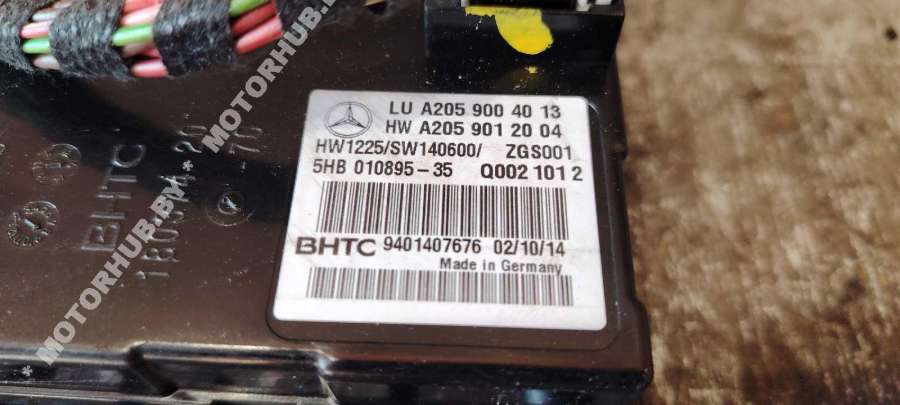 LU A205 900 40 13
HW A205 901 20 04
HW1225/SW140600/ ZGS001
5HB 010895-35 Q002 101 2
BHTC 9401407676 02/10/14
Made in Germany
BHTC
* MOTORHUB.BY * MOTORHUB.BY